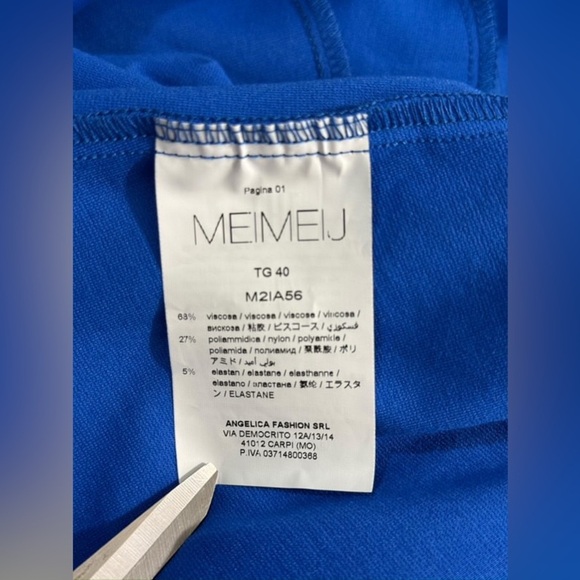 Pagina 01
MEIMEIJ
TG 40
M2IA56
68% viscosa / viscosa / viscose / viscosa /
вискоза / 粘胶 / ビスコース / فسكوزي /
27% poliammidica / nylon / polyamide /
poliamida / полиамид / 聚酰胺 / ポリ
アミド / بولي أميد /
5% elastan / elastane / elasthanne /
elastano / эластана / 氨纶 / エラスタ
ン / ELASTANE
ANGELICA FASHION SRL
VIA DEMOCRITO 12A/13/14
41012 CARPI (MO)
P.IVA 03714800368